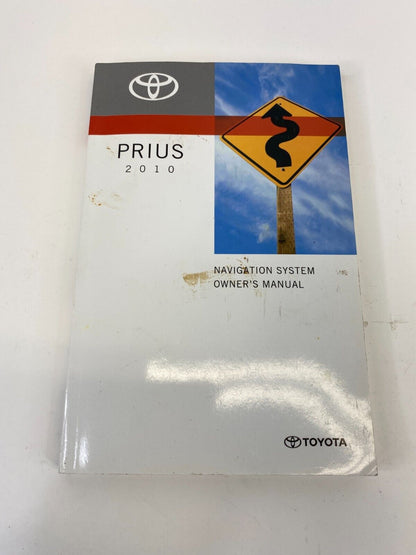 PRIUS
2010
NAVIGATION SYSTEM
OWNER'S MANUAL
TOYOTA